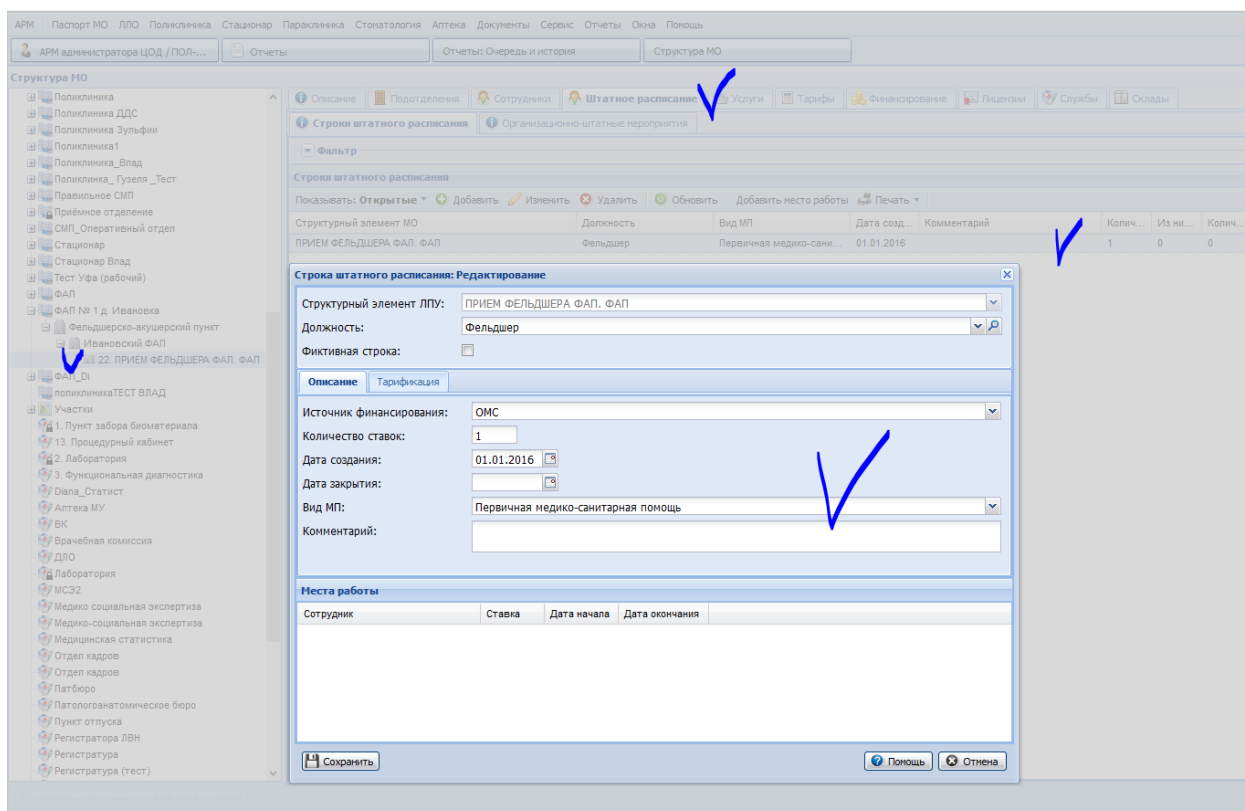 АРМ Паспорт МО ЛЛО Поликлиника Стационар Параклиника Стоматология Аптека Документы Сервис Отчеты Окна Помощь
АРМ администратора ЦОД / ПОЛ-... Отчеты Отчеты: Очередь и история Структура МО
Структура МО
Поликлиника
Поликлиника ДДС
Поликлиника Зульфии
Поликлиника1
Поликлиника_Влад
Поликлинка_ Гузеля _Тест
Правильное СМП
Приёмное отделение
СМП_Оперативный отдел
Стационар
Стационар Влад
Тест Уфа (рабочий)
ФАП
ФАП № 1 д. Ивановка
Фельдшерско-акушерский пункт
Ивановский ФАП
22. ПРИЕМ ФЕЛЬДШЕРА ФАП. ФАП
ФАП_Di
поликлиникаТЕСТ ВЛАД
Участки
1. Пункт забора биоматериала
13. Процедурный кабинет
2. Лаборатория
3. Функциональная диагностика
Diana_Статист
Аптека МУ
ВК
Врачебная комиссия
ДЛО
Лаборатория
МСЭ2
Медико социальная экспертиза
Медико-социальная экспертиза
Медицинская статистика
Отдел кадров
Отдел кадров
Патбюро
Патологоанатомическое бюро
Пункт отпуска
Регистратора ЛВН
Регистратура
Регистратура (тест)
Описание Подотделения Сотрудники Штатное расписание Услуги Тарифы Финансирование Лицензии Службы Склады
Строки штатного расписания Организационно-штатные мероприятия
Фильтр
Строки штатного расписания
Показывать: Открытые Добавить Изменить Удалить Обновить Добавить место работы Печать
Структурный элемент МО Должность Вид МП Дата созд... Комментарий Колич... Из ни... Колич...
ПРИЕМ ФЕЛЬДШЕРА ФАП. ФАП Фельдшер Первичная медико-сани... 01.01.2016 1 0 0
Строка штатного расписания: Редактирование
Структурный элемент ЛПУ: ПРИЕМ ФЕЛЬДШЕРА ФАП. ФАП
Должность: Фельдшер
Фиктивная строка:
Описание Тарификация
Источник финансирования: ОМС
Количество ставок: 1
Дата создания: 01.01.2016
Дата закрытия:
Вид МП: Первичная медико-санитарная помощь
Комментарий:
Места работы
Сотрудник Ставка Дата начала Дата окончания
Сохранить Помощь Отмена